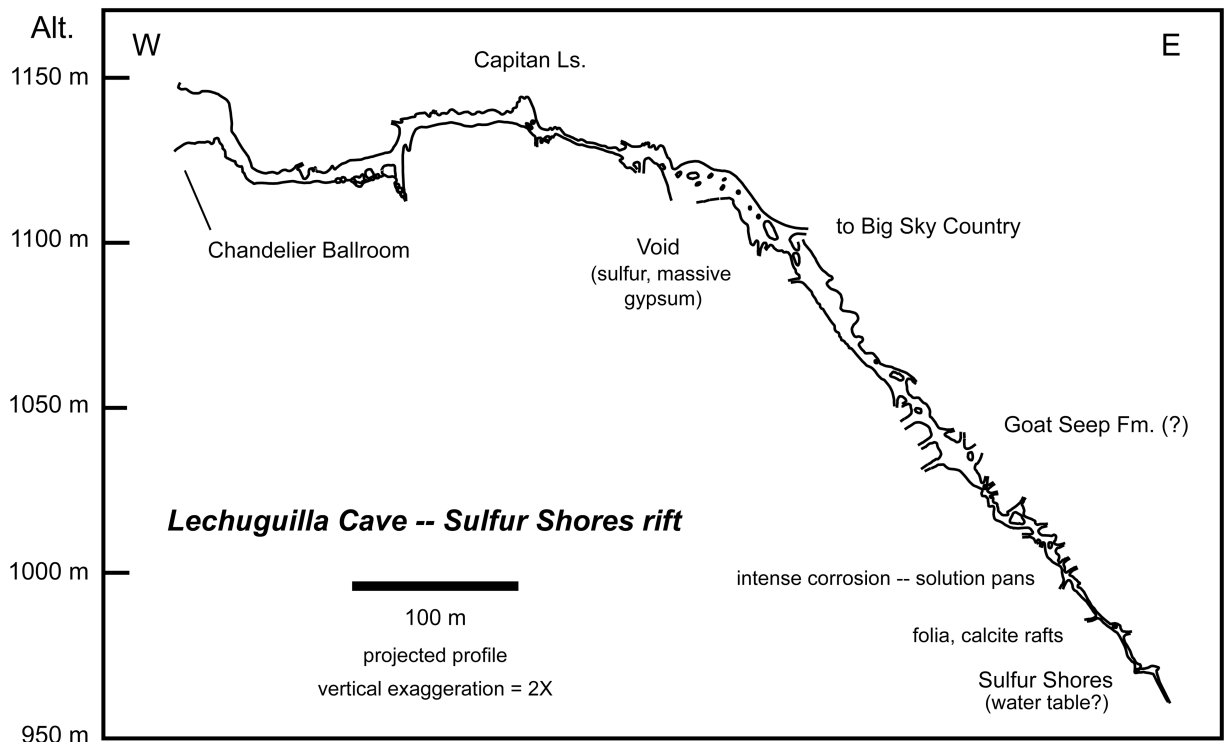 Alt.
W
E
1150 m
Capitan Ls.
to Big Sky Country
1100 m
Chandelier Ballroom
Void
(sulfur, massive
gypsum)
1050 m
Goat Seep Fm. (?)
Lechuguilla Cave -- Sulfur Shores rift
1000 m
intense corrosion -- solution pans
100 m
folia, calcite rafts
projected profile
Sulfur Shores
(water table?)
vertical exaggeration = 2X
950 m